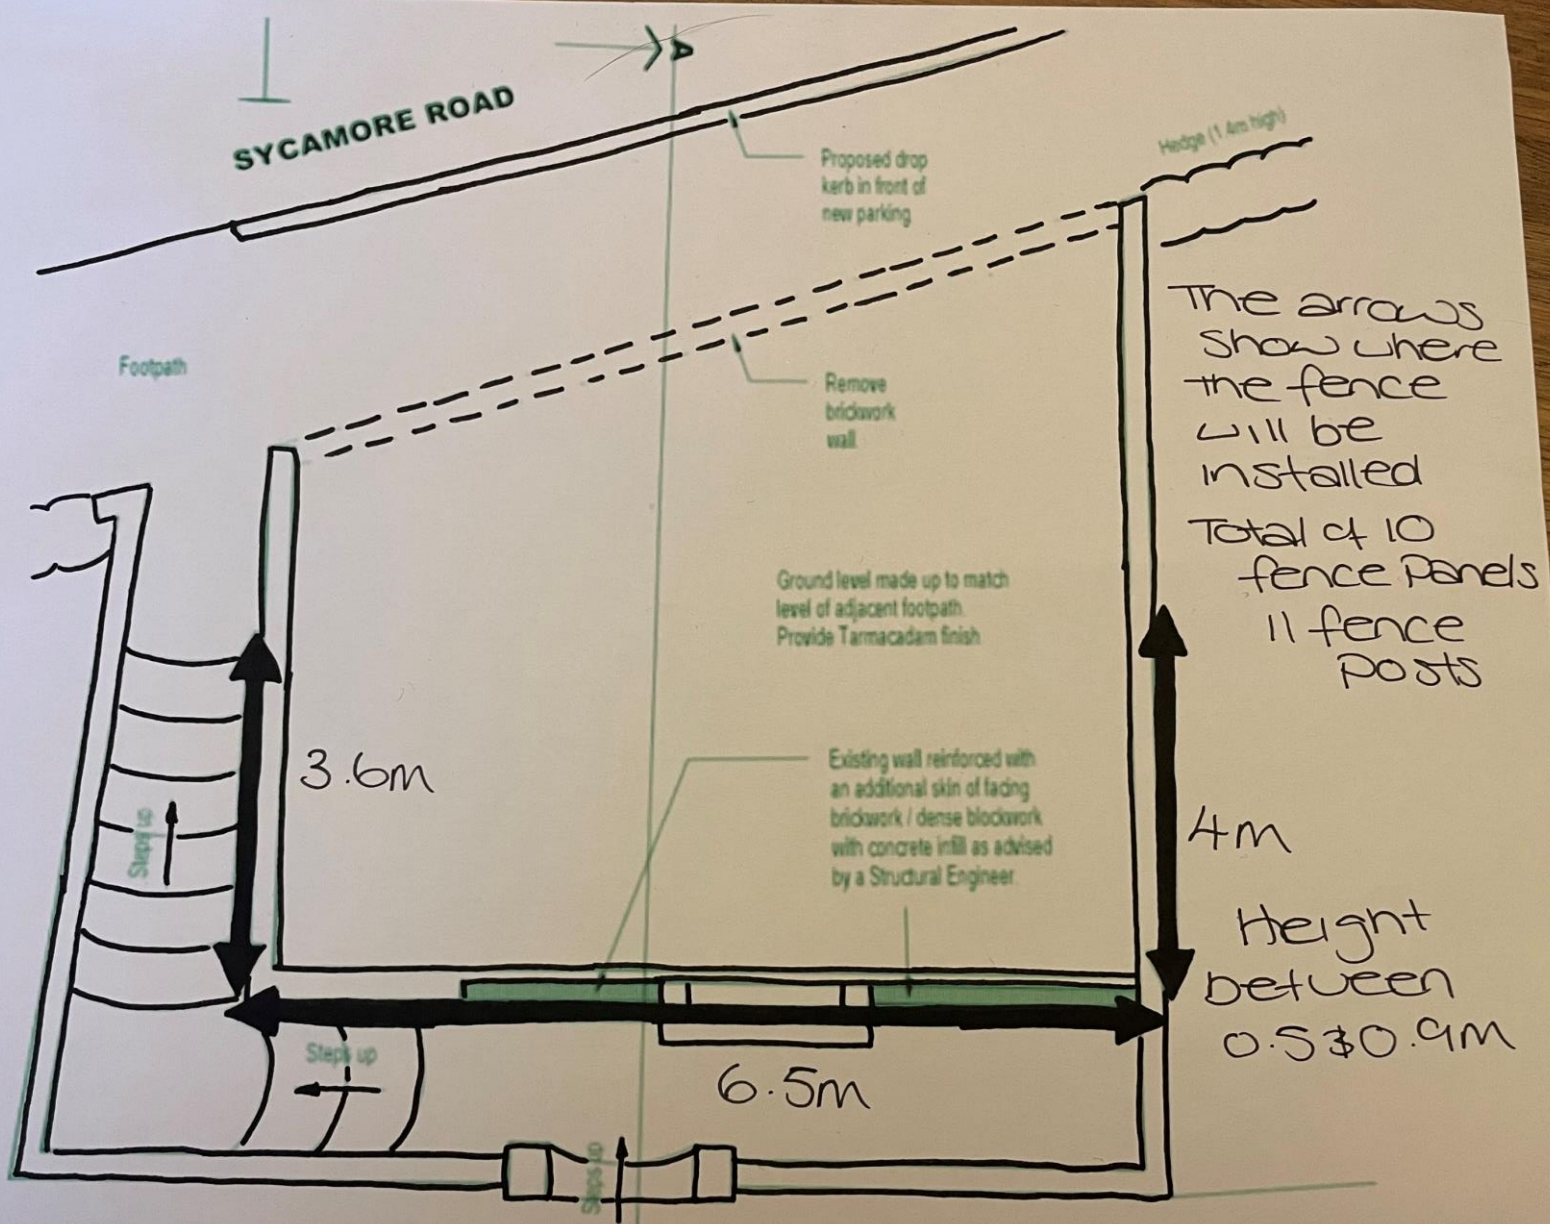 SYCAMORE ROAD
Proposed drop
kerb in front of
new parking
Hedge (1.4m high)
Footpath
Remove
brickwork
wall
The arrows
show where
the fence
will be
installed
Total of 10
fence Panels
11 fence
posts
Ground level made up to match
level of adjacent footpath.
Provide Tarmacadam finish
3.6m
Steps up
Existing wall reinforced with
an additional skin of facing
brickwork / dense blockwork
with concrete infill as advised
by a Structural Engineer.
4m
Height
between
0.5 & 0.9m
Steps up
6.5m
Steps up